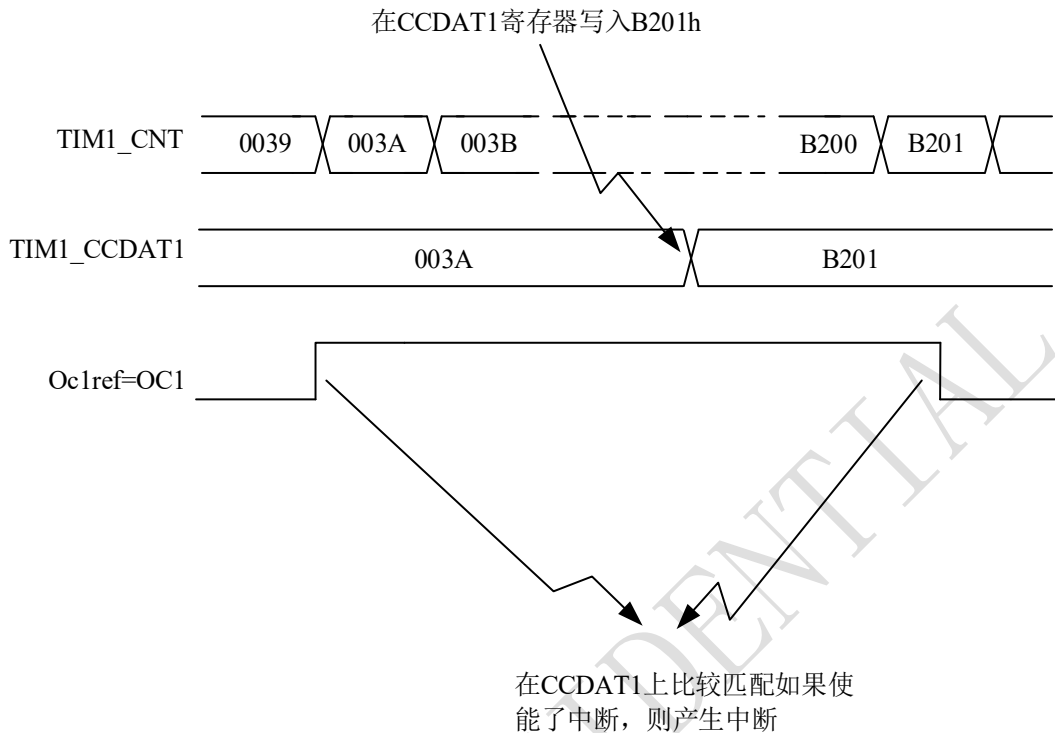 在CCDAT1寄存器写入B201h
TIM1_CNT 0039 003A 003B B200 B201
TIM1_CCDAT1 003A B201
Oc1ref=OC1
IDENTIAL
在CCDAT1上比较匹配如果使
能了中断，则产生中断